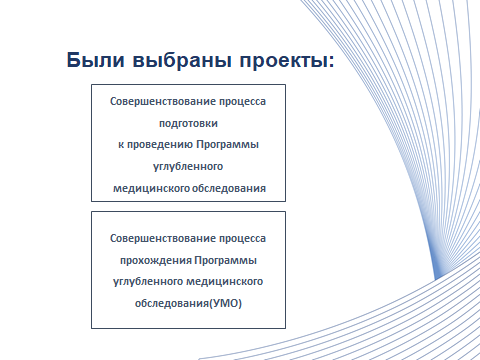 Были выбраны проекты:
Совершенствование процесса
подготовки
к проведению Программы
углубленного
медицинского обследования
Совершенствование процесса
прохождения Программы
углубленного медицинского
обследования(УМО)